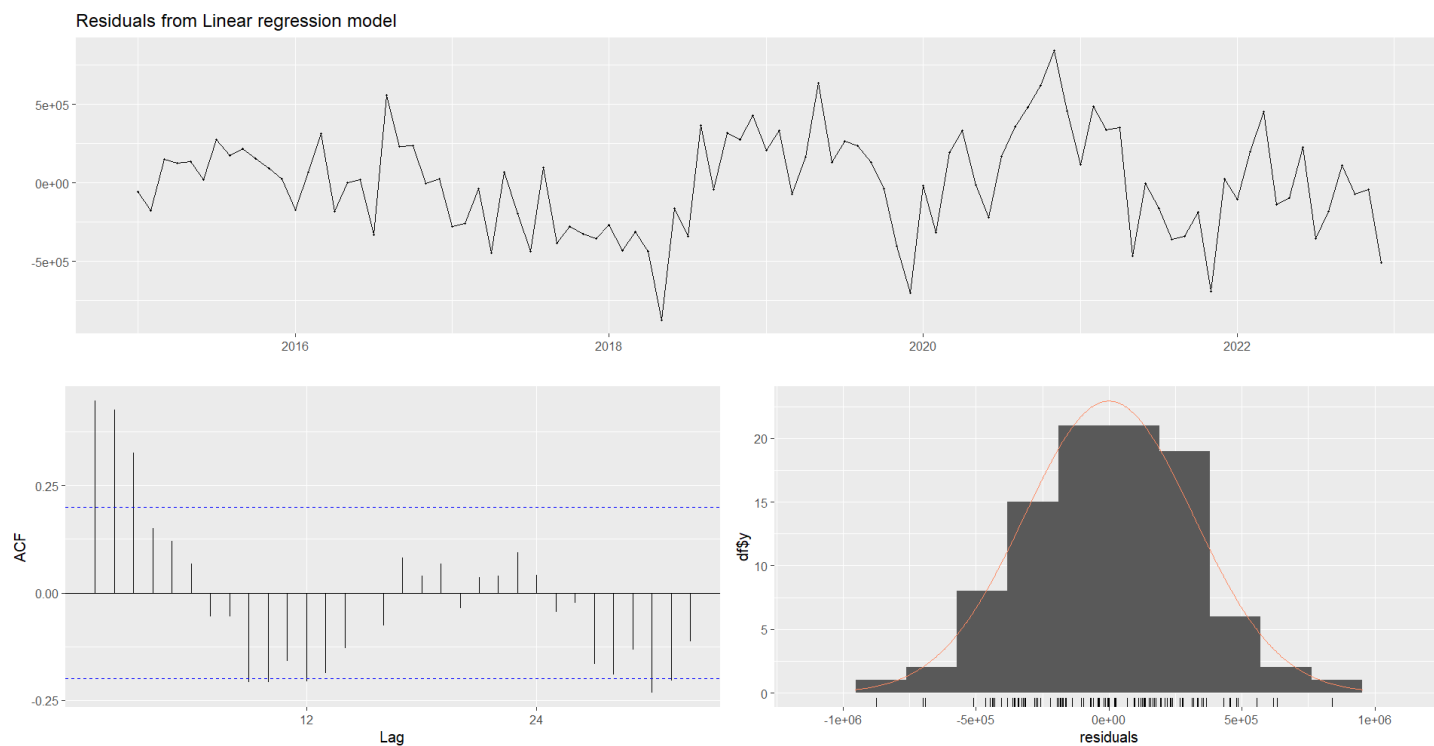 Residuals from Linear regression model
5e+05
0e+00
-5e+05
2016 2018 2020 2022
ACF
0.25
0.00
-0.25
12 24
Lag
df$y
20
15
10
5
0
-1e+06 -5e+05 0e+00 5e+05 1e+06
residuals